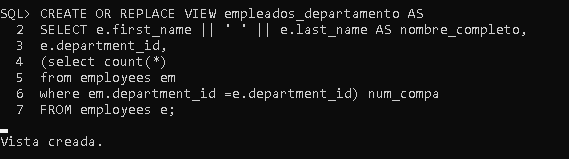 SQL> CREATE OR REPLACE VIEW empleados_departamento AS
2 SELECT e.first_name || ' ' || e.last_name AS nombre_completo,
3 e.department_id,
4 (select count(*)
5 from employees em
6 where em.department_id =e.department_id) num_compa
7 FROM employees e;
Vista creada.